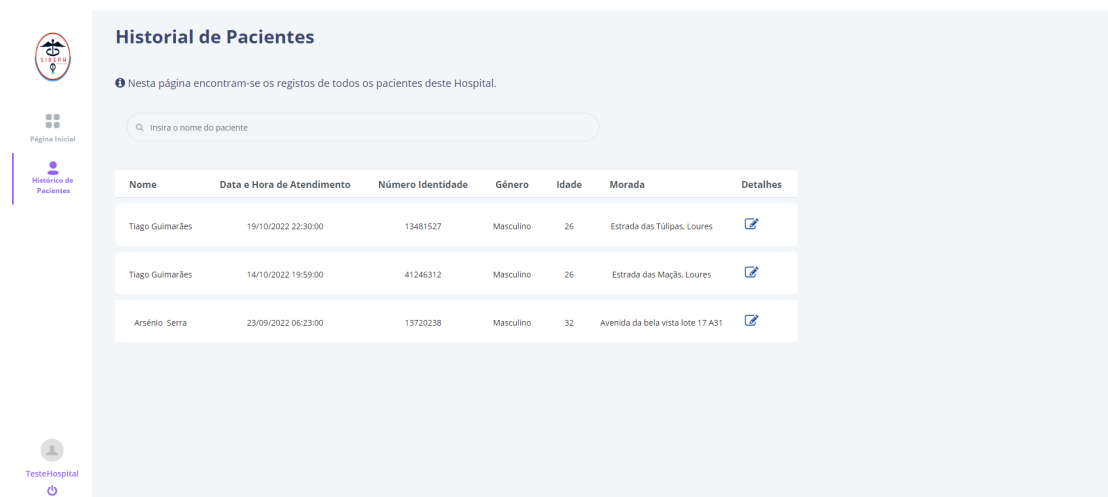 Historial de Pacientes
SIREPH
Nesta página encontram-se os registos de todos os pacientes deste Hospital.
Página Inicial
Insira o nome do paciente
Histórico de
Pacientes
Nome Data e Hora de Atendimento Número Identidade Género Idade Morada Detalhes
Tiago Guimarães 19/10/2022 22:30:00 13481527 Masculino 26 Estrada das Túlipas, Loures
Tiago Guimarães 14/10/2022 19:59:00 41246312 Masculino 26 Estrada das Maçãs, Loures
Arsénio Serra 23/09/2022 06:23:00 13720238 Masculino 32 Avenida da bela vista lote 17 A31
TesteHospital